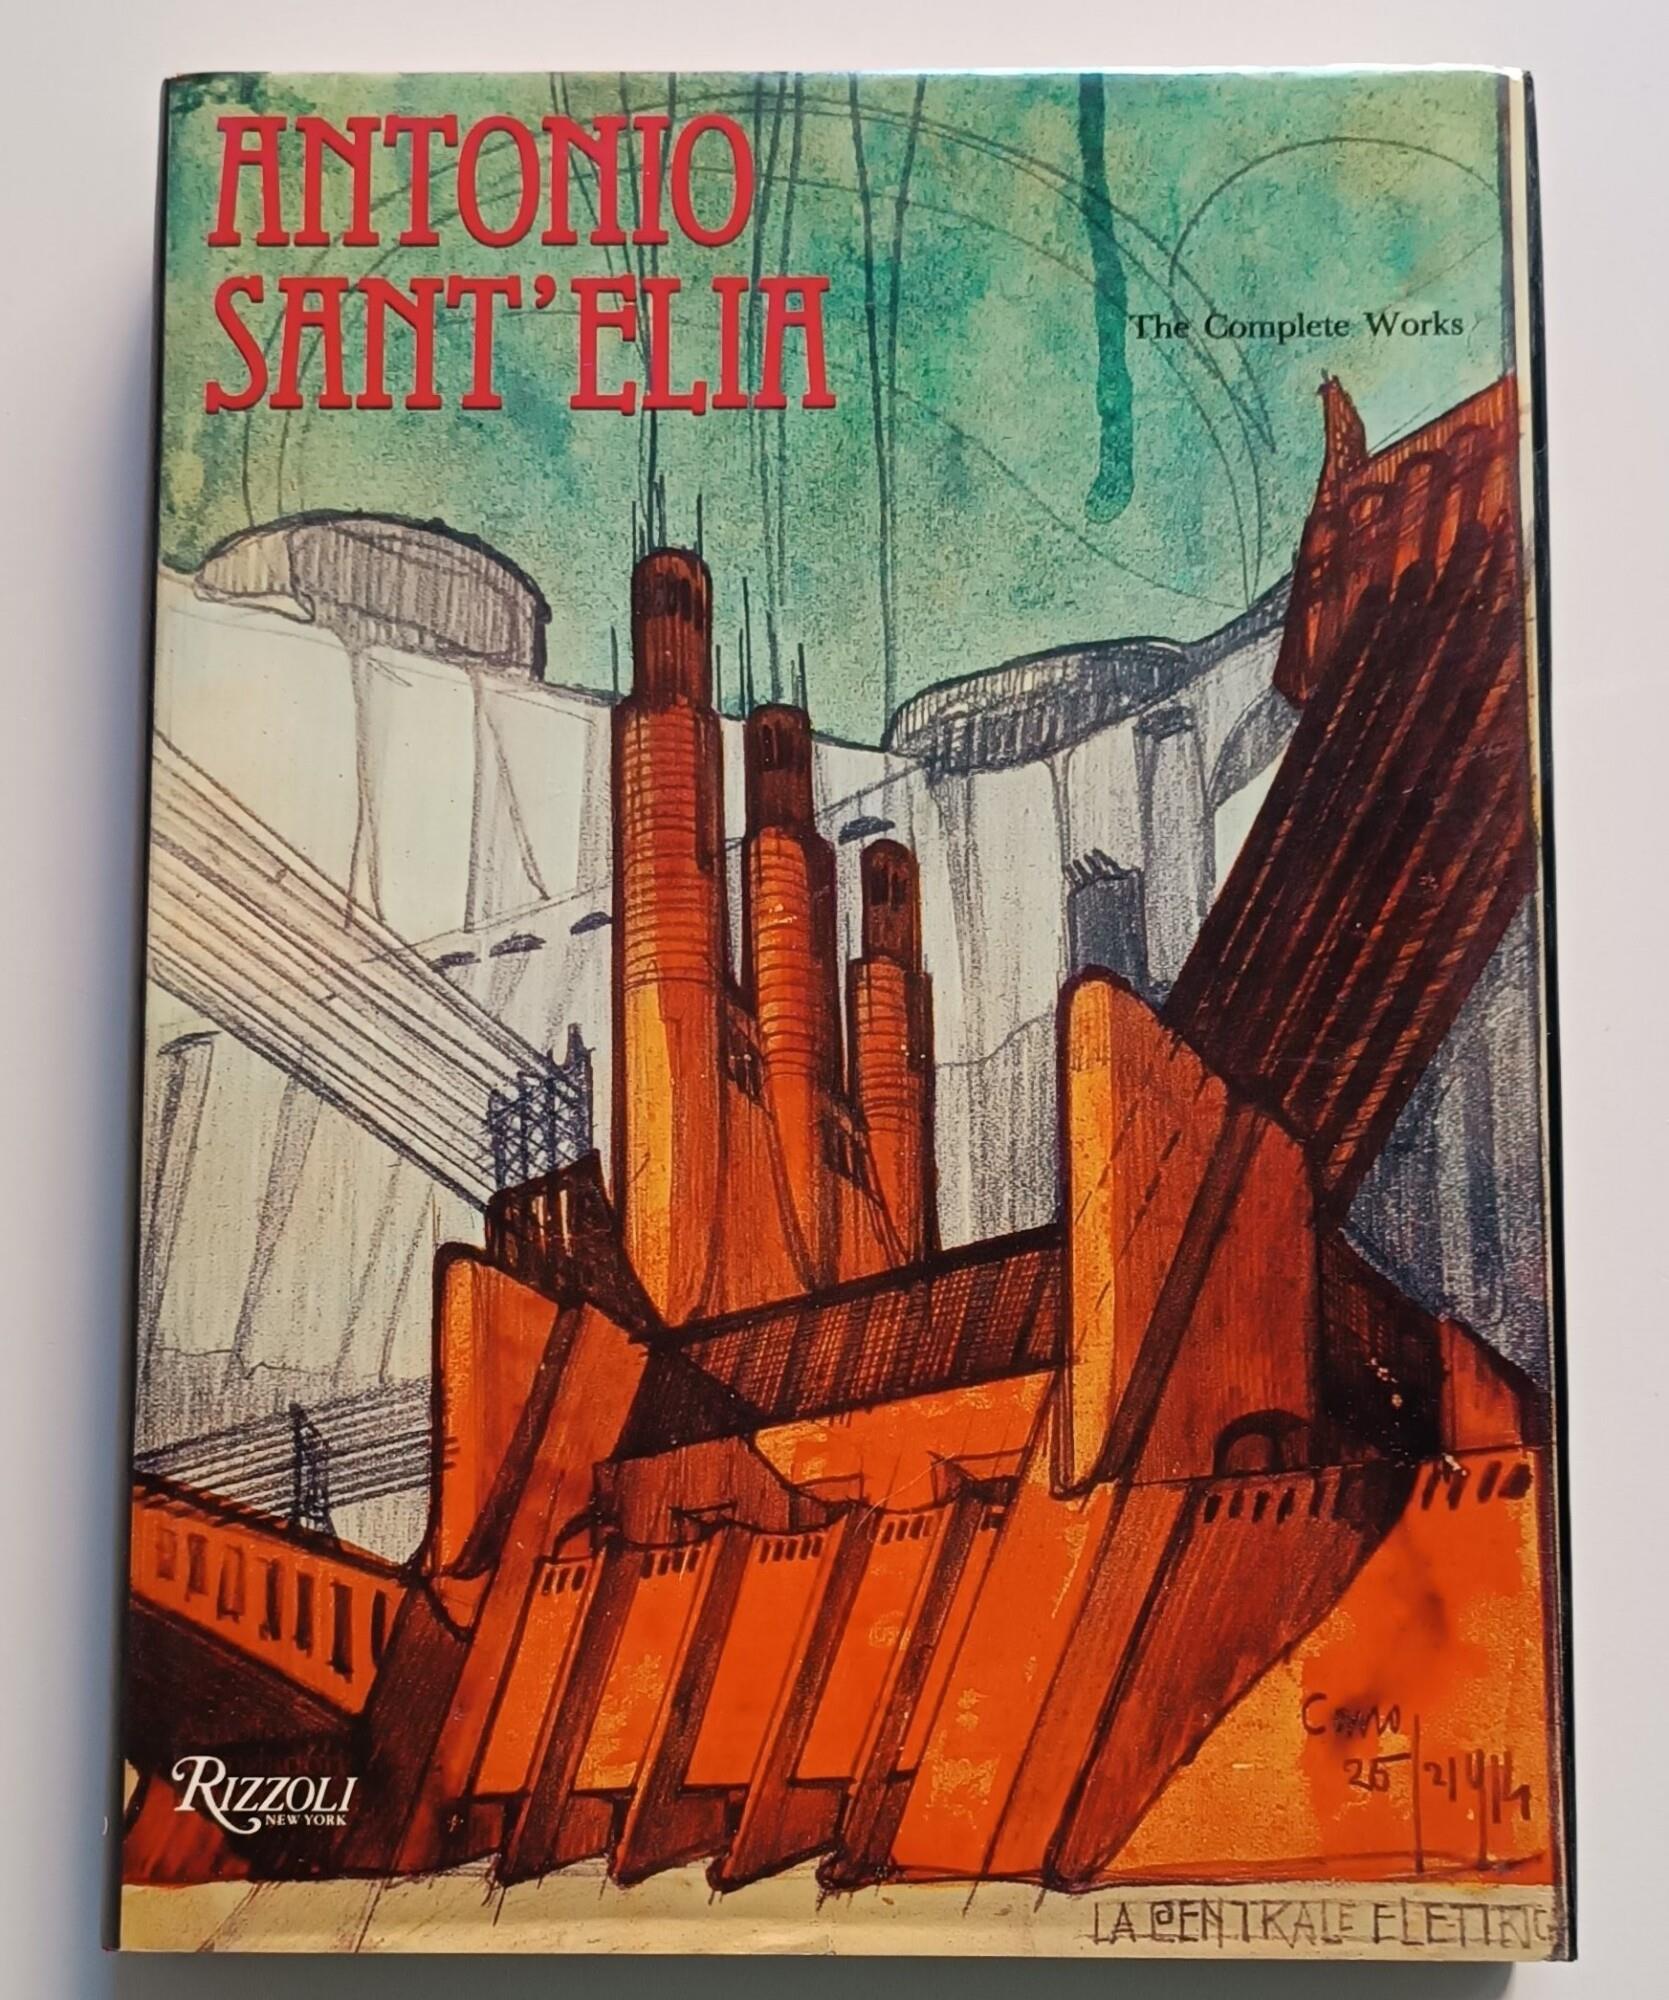 ANTONIO
SANT'ELIA
The Complete Works
Como
25/2/914
RIZZOLI
NEW YORK
LA CENTRALE ELETTRIC